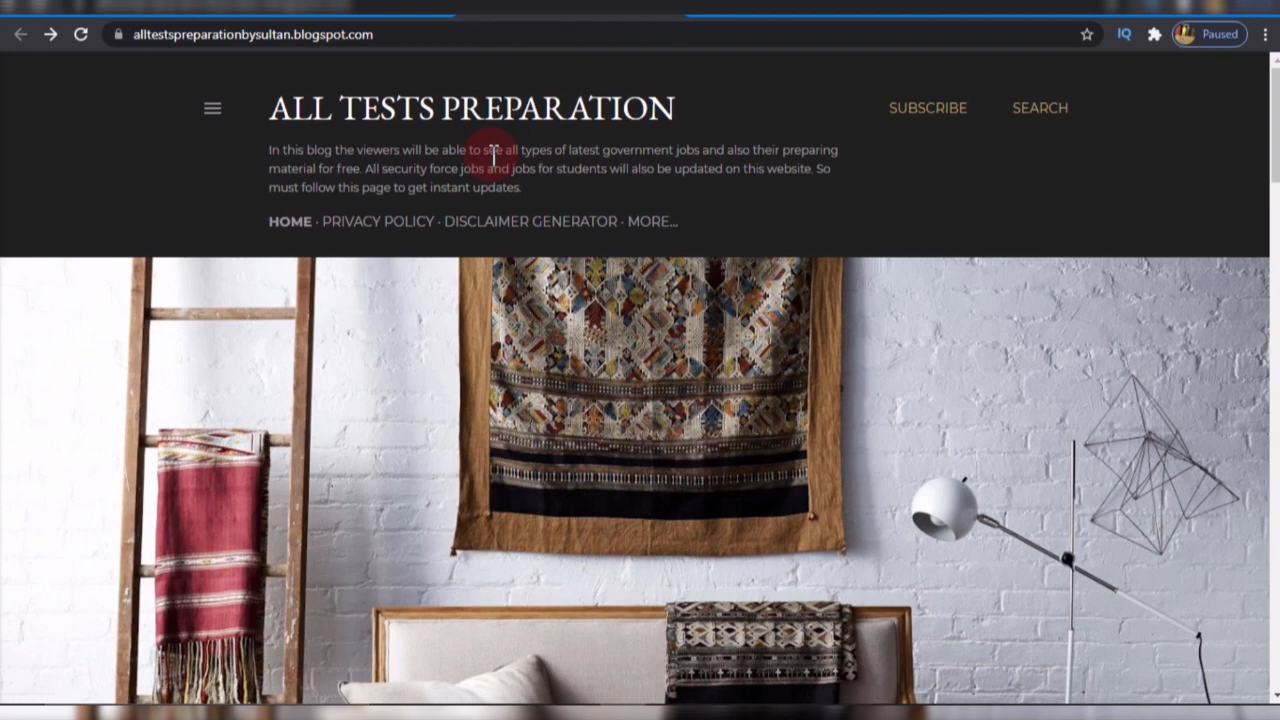 alltestspreparationbysultan.blogspot.com
IQ
Paused
ALL TESTS PREPARATION
SUBSCRIBE
SEARCH
In this blog the viewers will be able to see all types of latest government jobs and also their preparing
material for free. All security force jobs and jobs for students will also be updated on this website. So
must follow this page to get instant updates.
HOME · PRIVACY POLICY · DISCLAIMER GENERATOR · MORE...